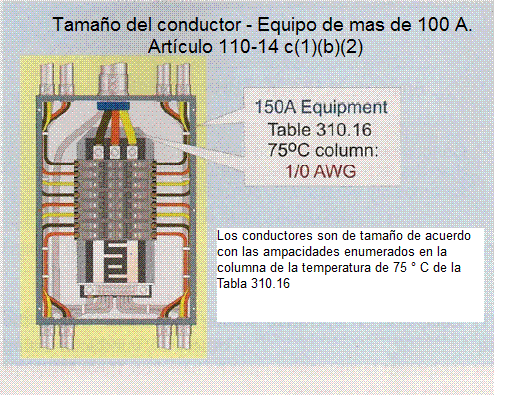 Tamaño del conductor - Equipo de mas de 100 A.
Artículo 110-14 c(1)(b)(2)
150A Equipment
Table 310.16
75ºC column:
1/0 AWG
Los conductores son de tamaño de acuerdo
con las ampacidades enumerados en la
columna de la temperatura de 75 ° C de la
Tabla 310.16